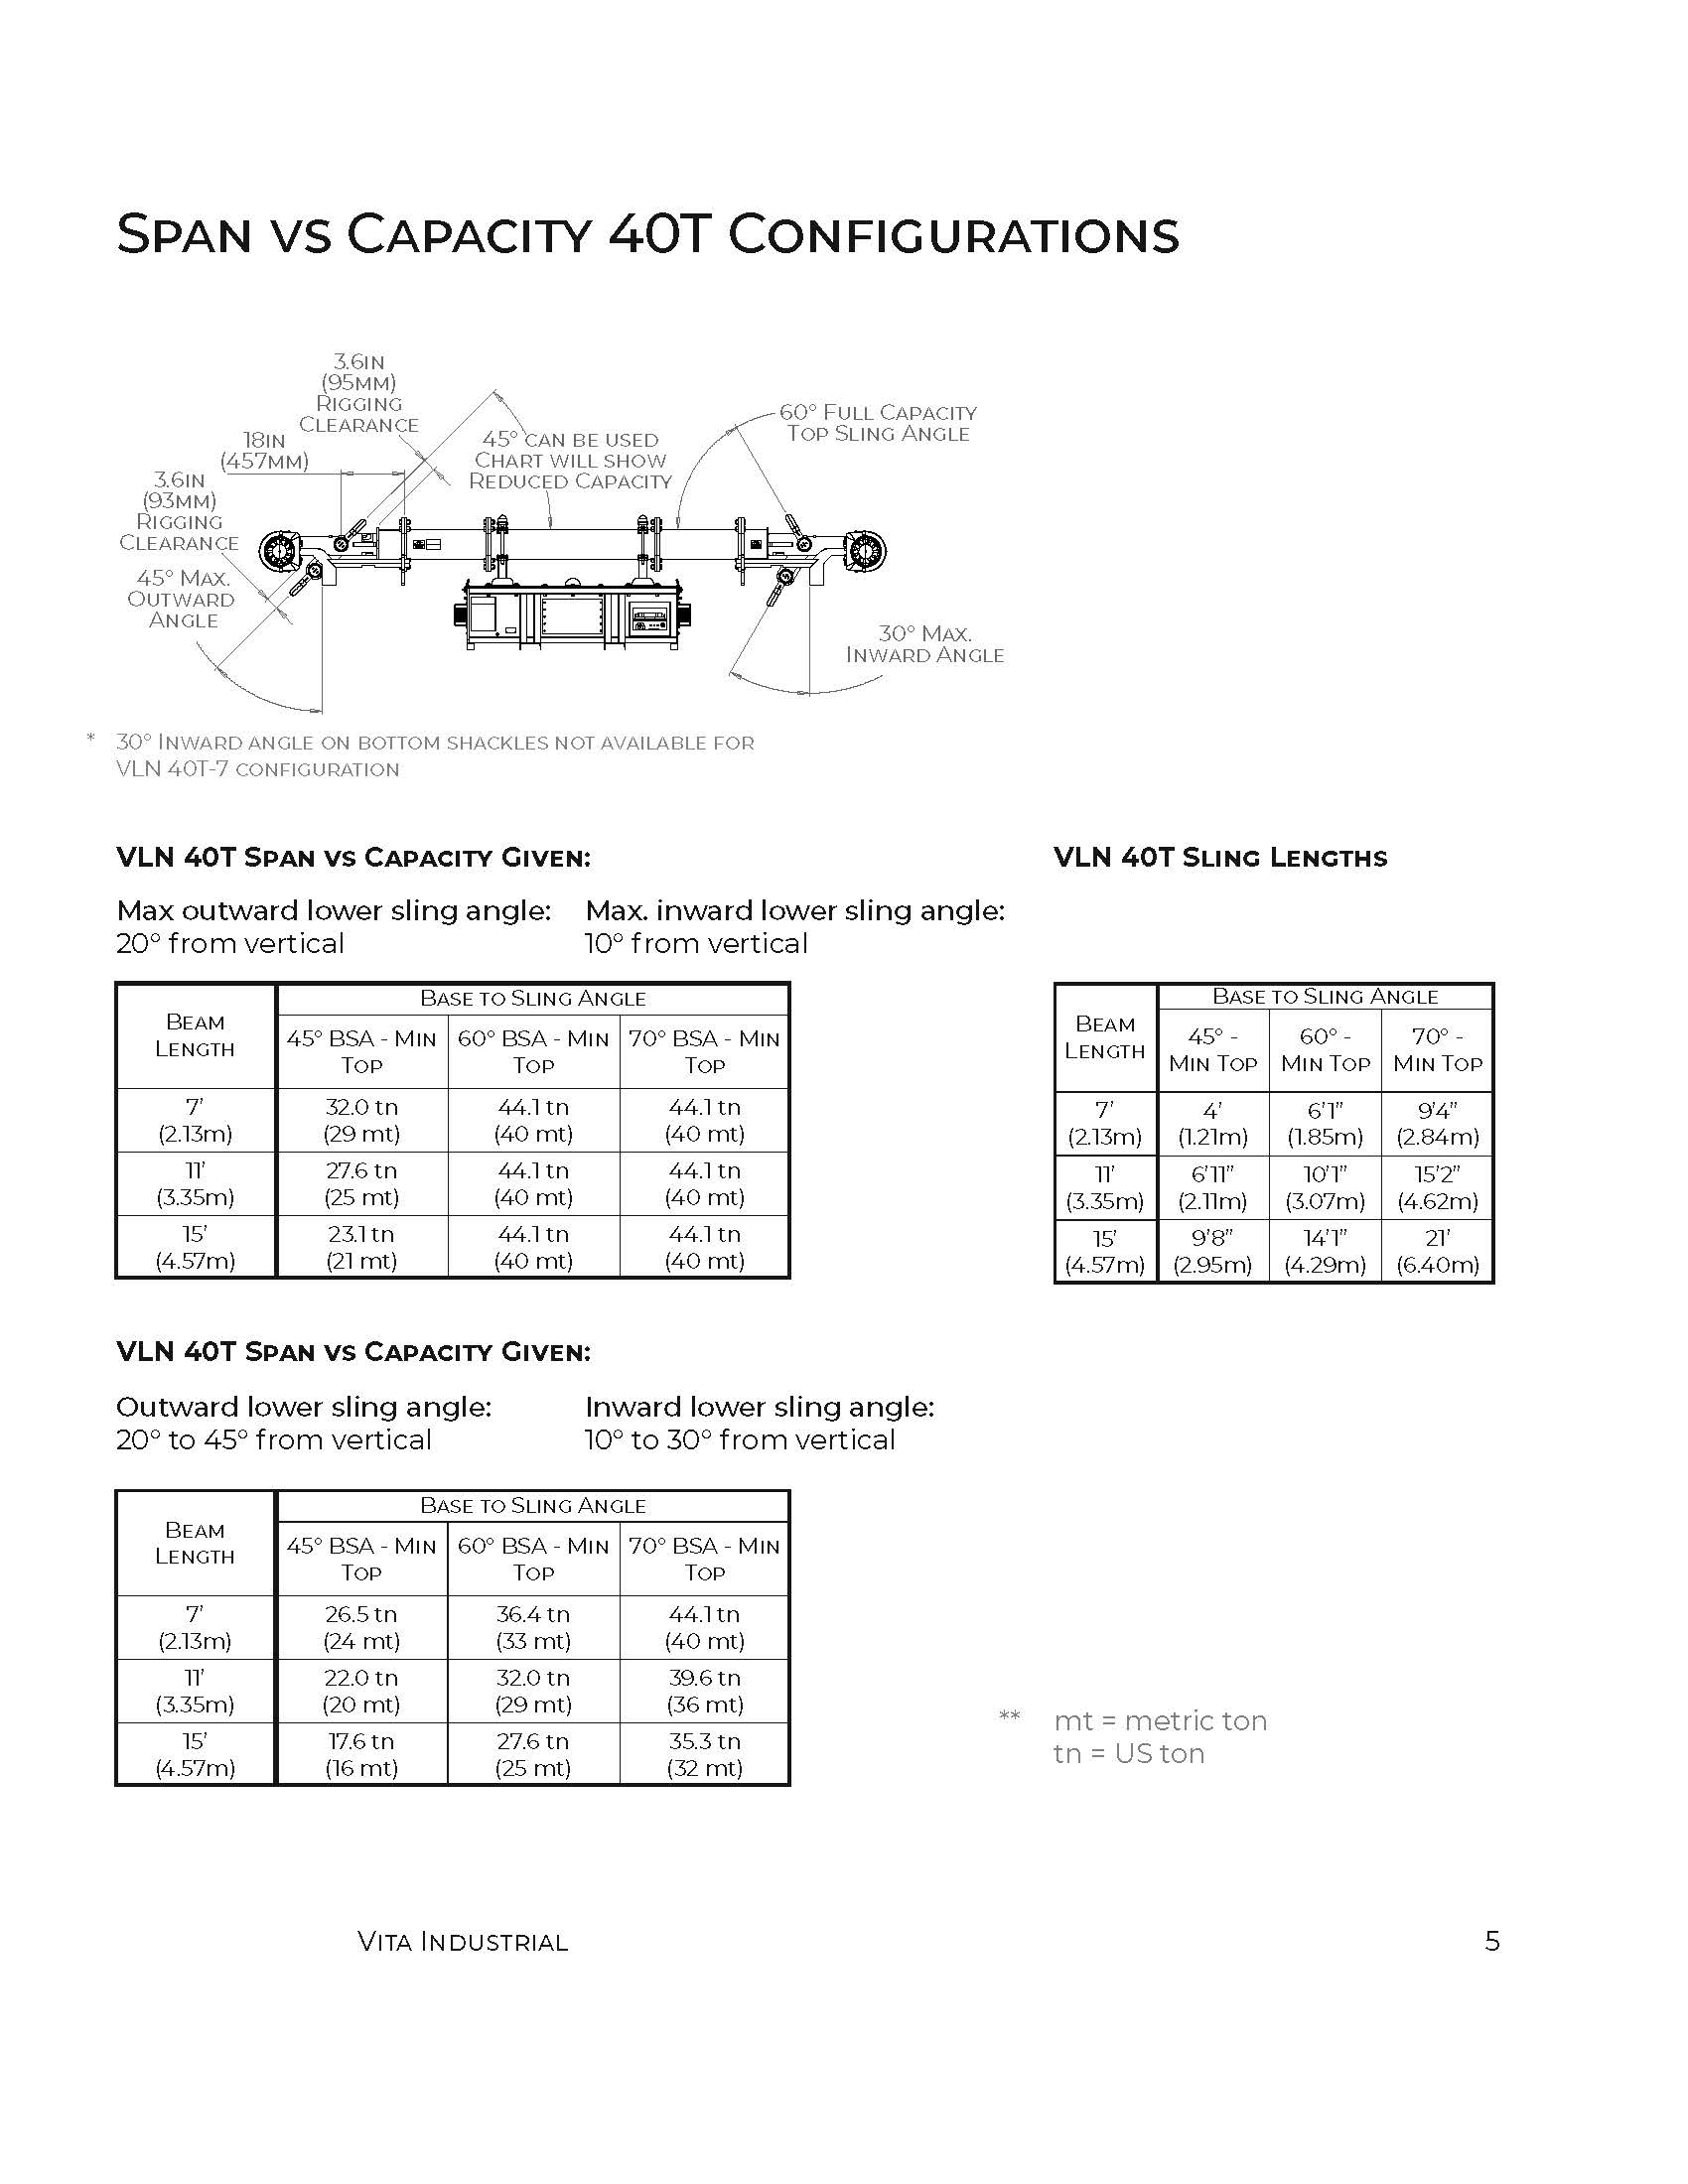 Span vs Capacity 40T Configurations
3.6in
(95mm)
Rigging
Clearance
18in
(457mm)
3.6in
(93mm)
Rigging
Clearance
45° Max.
Outward
Angle
45° can be used
Chart will show
Reduced Capacity
60° Full Capacity
Top Sling Angle
30° Max.
Inward Angle
* 30° Inward angle on bottom shackles not available for
VLN 40T-7 configuration
VLN 40T Span vs Capacity Given:
Max outward lower sling angle: Max. inward lower sling angle:
20° from vertical 10° from vertical
Base to Sling Angle
Beam
Length
45° BSA - Min
Top
60° BSA - Min
Top
70° BSA - Min
Top
7' 32.0 tn 44.1 tn 44.1 tn
(2.13m) (29 mt) (40 mt) (40 mt)
11' 27.6 tn 44.1 tn 44.1 tn
(3.35m) (25 mt) (40 mt) (40 mt)
15' 23.1 tn 44.1 tn 44.1 tn
(4.57m) (21 mt) (40 mt) (40 mt)
VLN 40T Sling Lengths
Base to Sling Angle
Beam
Length
45° -
Min Top
60° -
Min Top
70° -
Min Top
7' 4' 6'1” 9'4”
(2.13m) (1.21m) (1.85m) (2.84m)
11' 6'11” 10'1” 15'2”
(3.35m) (2.11m) (3.07m) (4.62m)
15' 9'8” 14'1” 21'
(4.57m) (2.95m) (4.29m) (6.40m)
VLN 40T Span vs Capacity Given:
Outward lower sling angle: Inward lower sling angle:
20° to 45° from vertical 10° to 30° from vertical
Base to Sling Angle
Beam
Length
45° BSA - Min
Top
60° BSA - Min
Top
70° BSA - Min
Top
7' 26.5 tn 36.4 tn 44.1 tn
(2.13m) (24 mt) (33 mt) (40 mt)
11' 22.0 tn 32.0 tn 39.6 tn
(3.35m) (20 mt) (29 mt) (36 mt)
15' 17.6 tn 27.6 tn 35.3 tn
(4.57m) (16 mt) (25 mt) (32 mt)
** mt = metric ton
tn = US ton
Vita Industrial 5